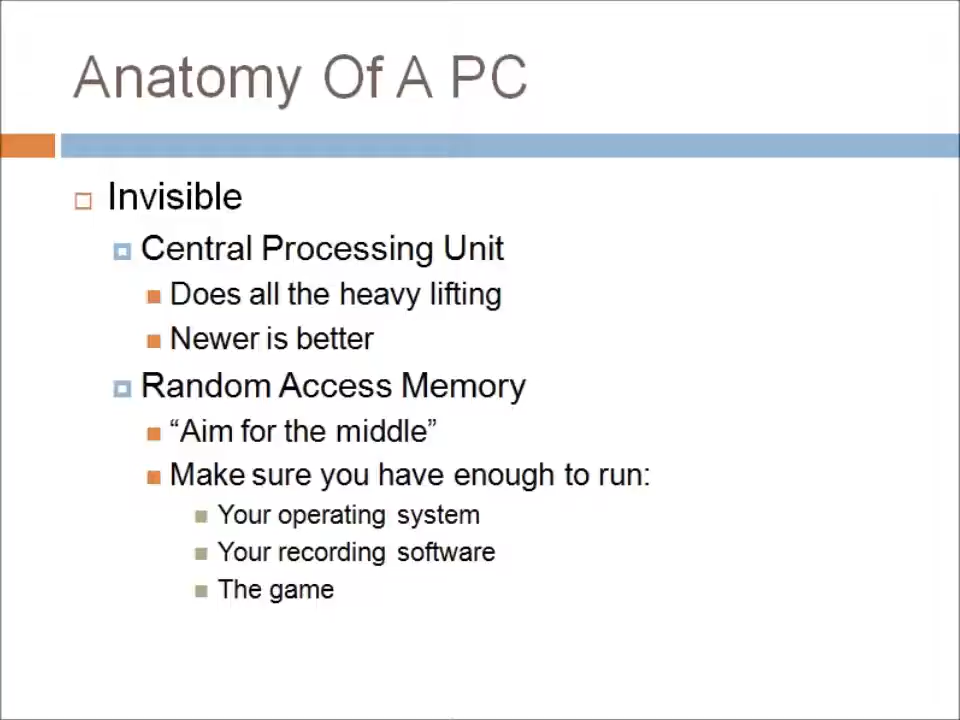 Anatomy Of A PC
Invisible
Central Processing Unit
Does all the heavy lifting
Newer is better
Random Access Memory
“Aim for the middle”
Make sure you have enough to run:
Your operating system
Your recording software
The game